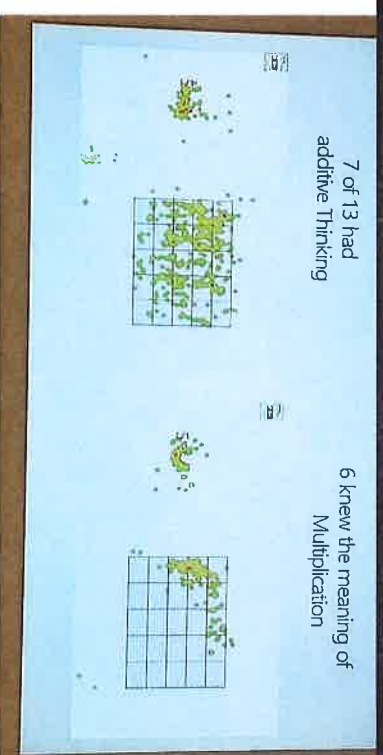 7 of 13 had
additive Thinking
6 knew the meaning of
Multiplication